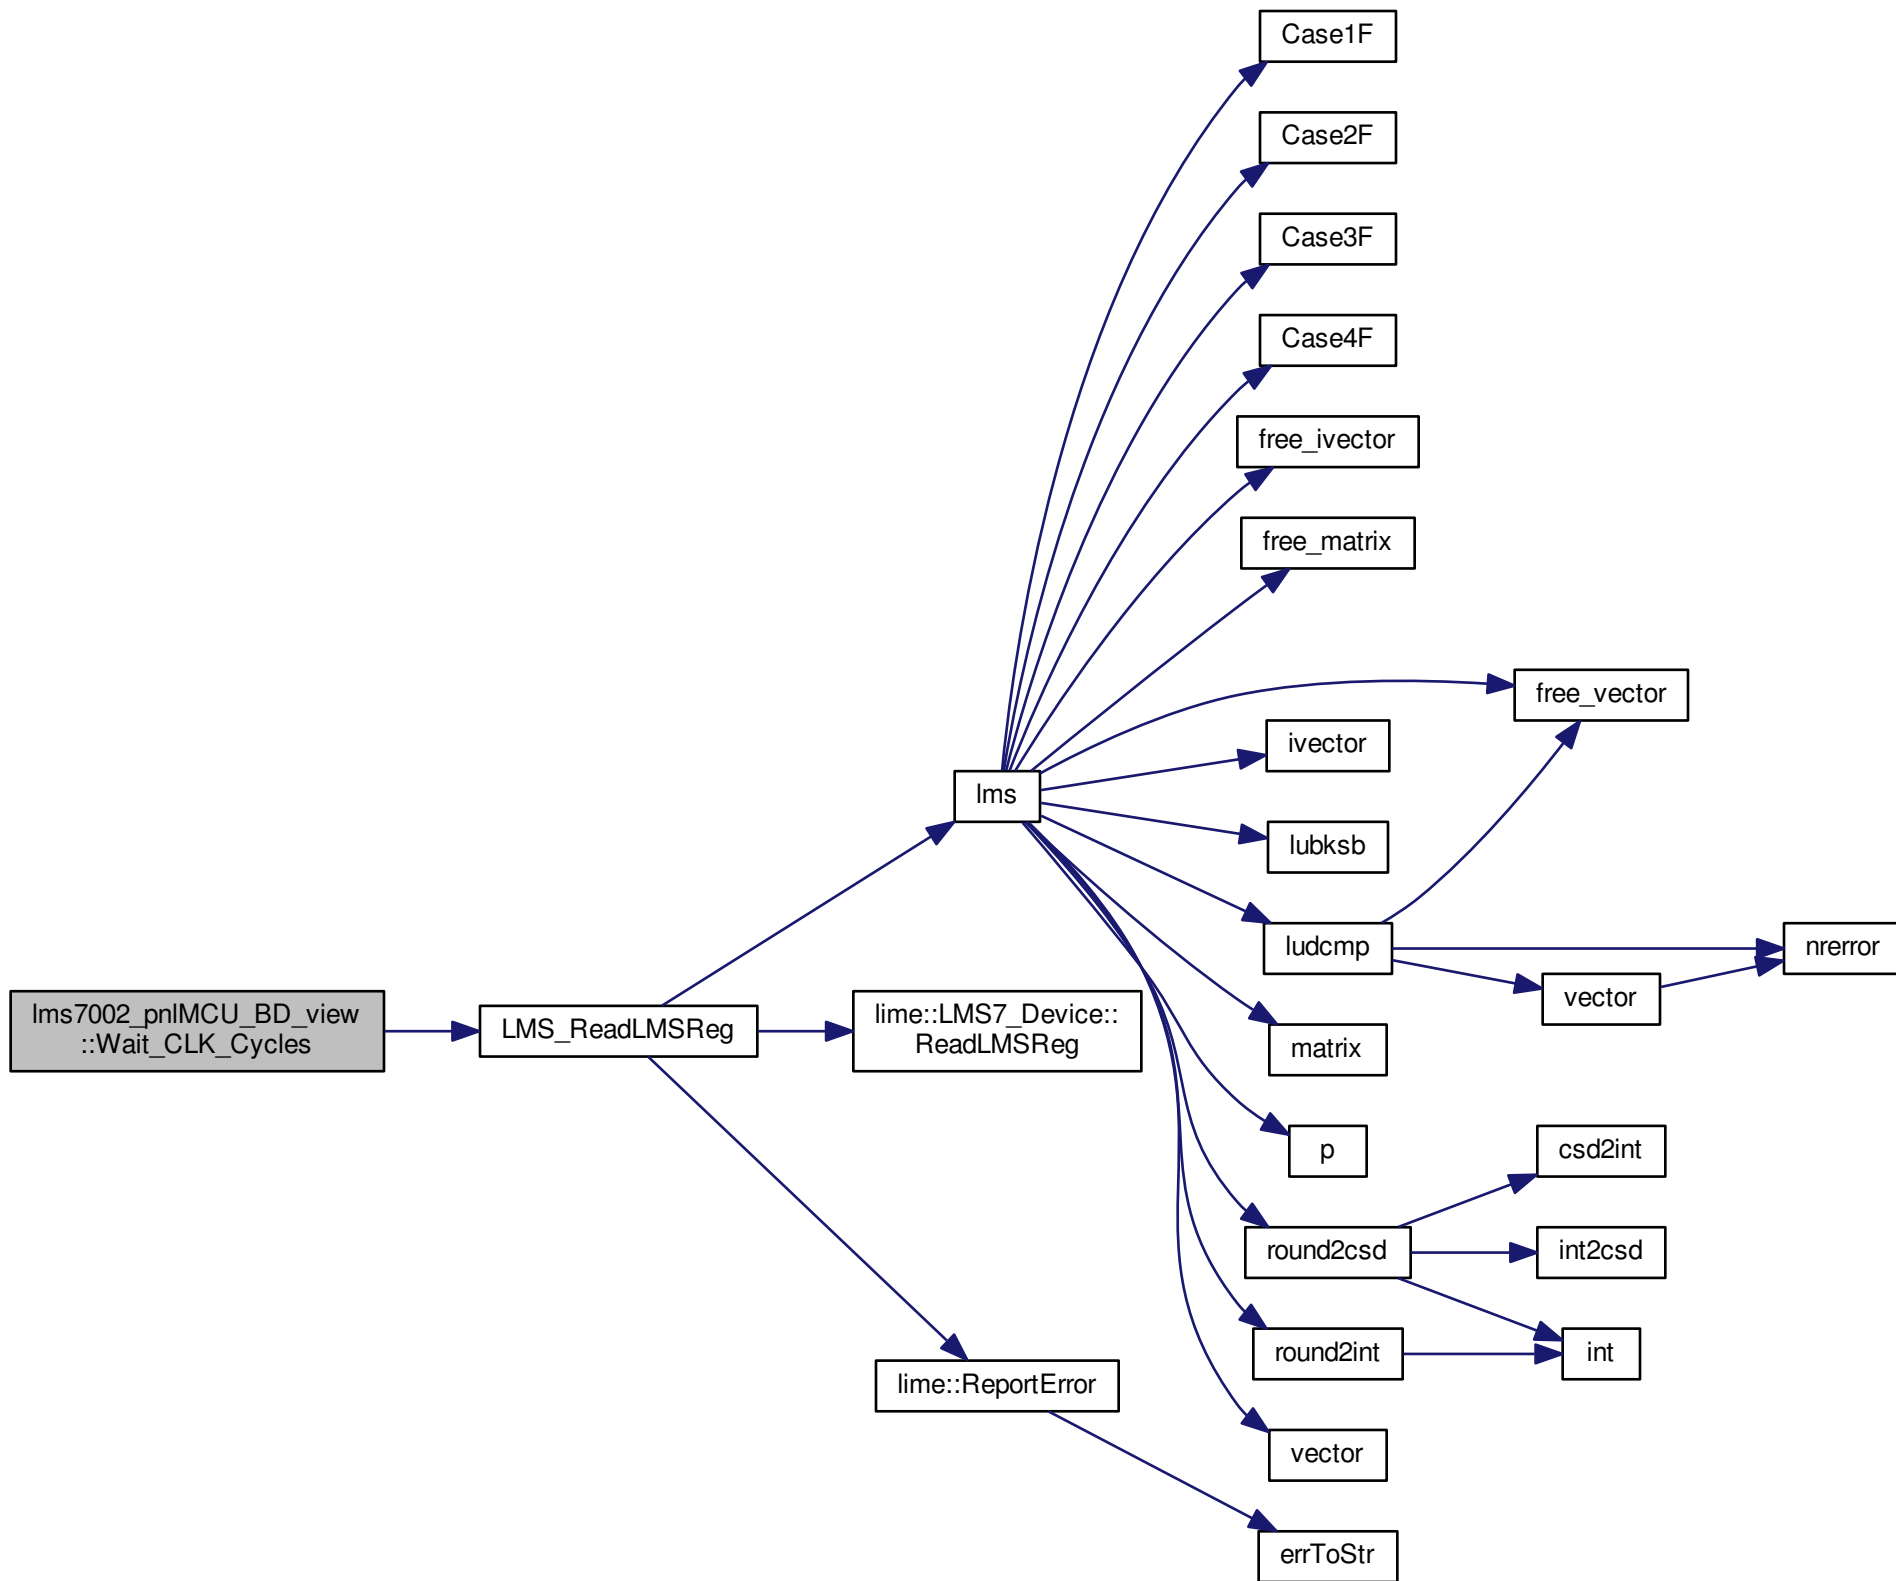 Case1F
Case2F
Case3F
Case4F
free_ivector
free_matrix
free_vector
ivector
lms
lubksb
ludcmp
nrerror
vector
lms7002_pnlMCU_BD_view
::Wait_CLK_Cycles
LMS_ReadLMSReg
lime::LMS7_Device::
ReadLMSReg
matrix
p
csd2int
round2csd
int2csd
round2int
int
lime::ReportError
vector
errToStr